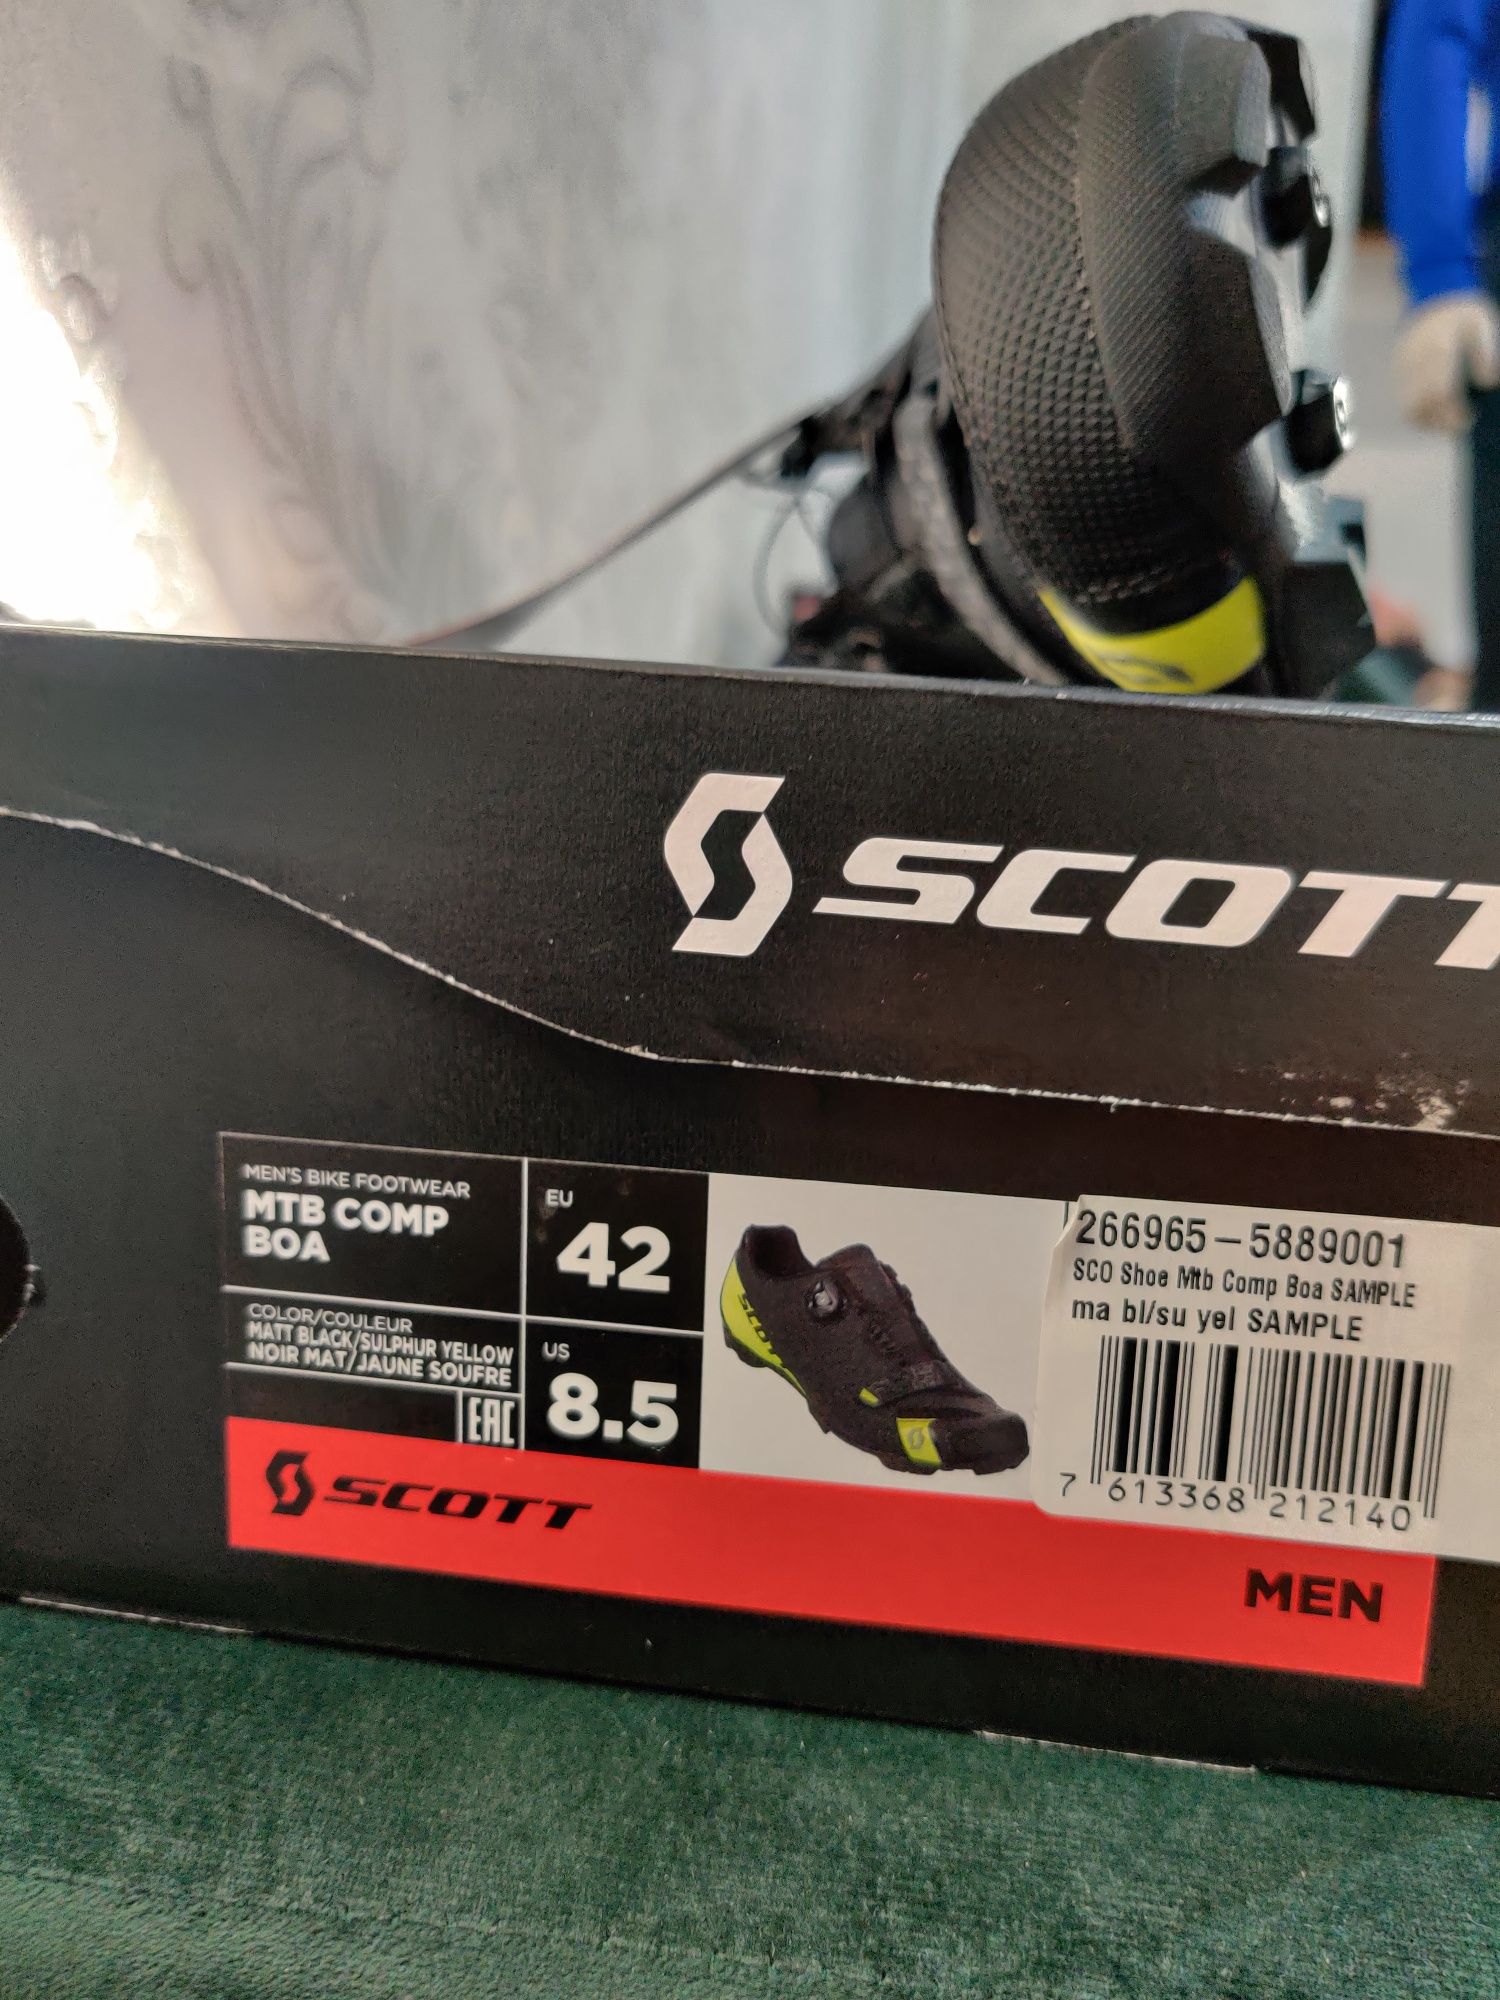 SCOTT
MEN'S BIKE FOOTWEAR
MTB COMP
BOA
COLOR/COULEUR
MATT BLACK/SULPHUR YELLOW
NOIR MAT/JAUNE SOUFRE
EAC
EU
42
US
8.5
SCOTT
266965-5889001
SCO Shoe Mtb Comp Boa SAMPLE
ma bl/su yel SAMPLE
7 613368 212140
SCOTT
MEN